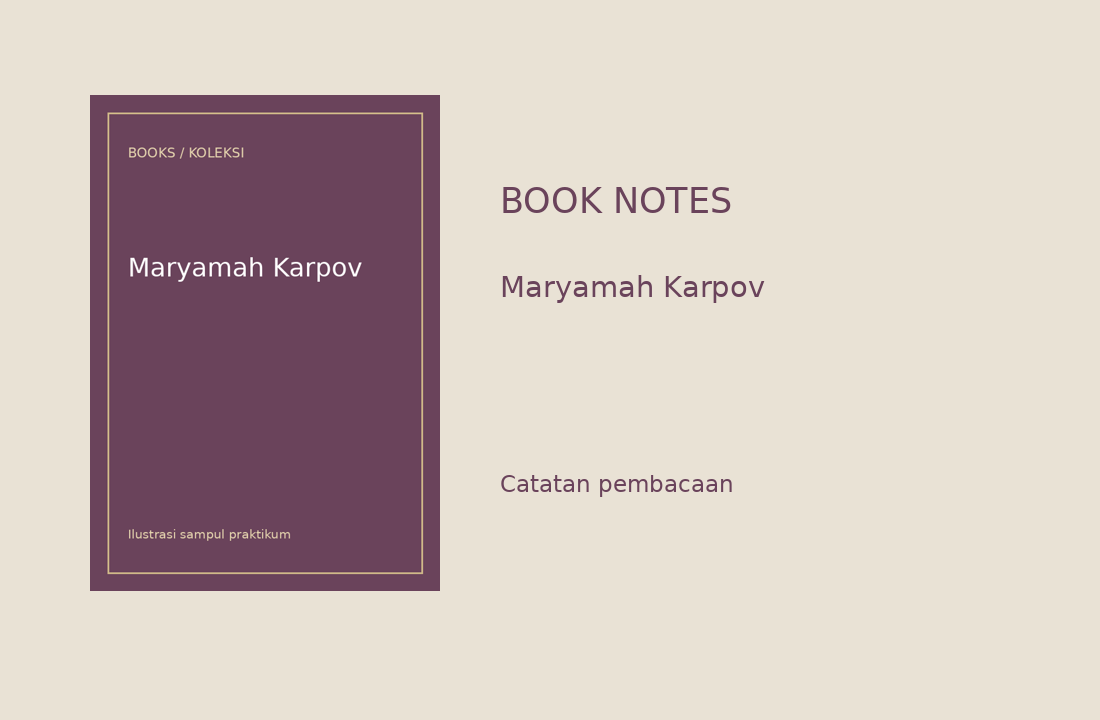 BOOKS / KOLEKSI
Maryamah Karpov
Ilustrasi sampul praktikum
BOOK NOTES
Maryamah Karpov
Catatan pembacaan